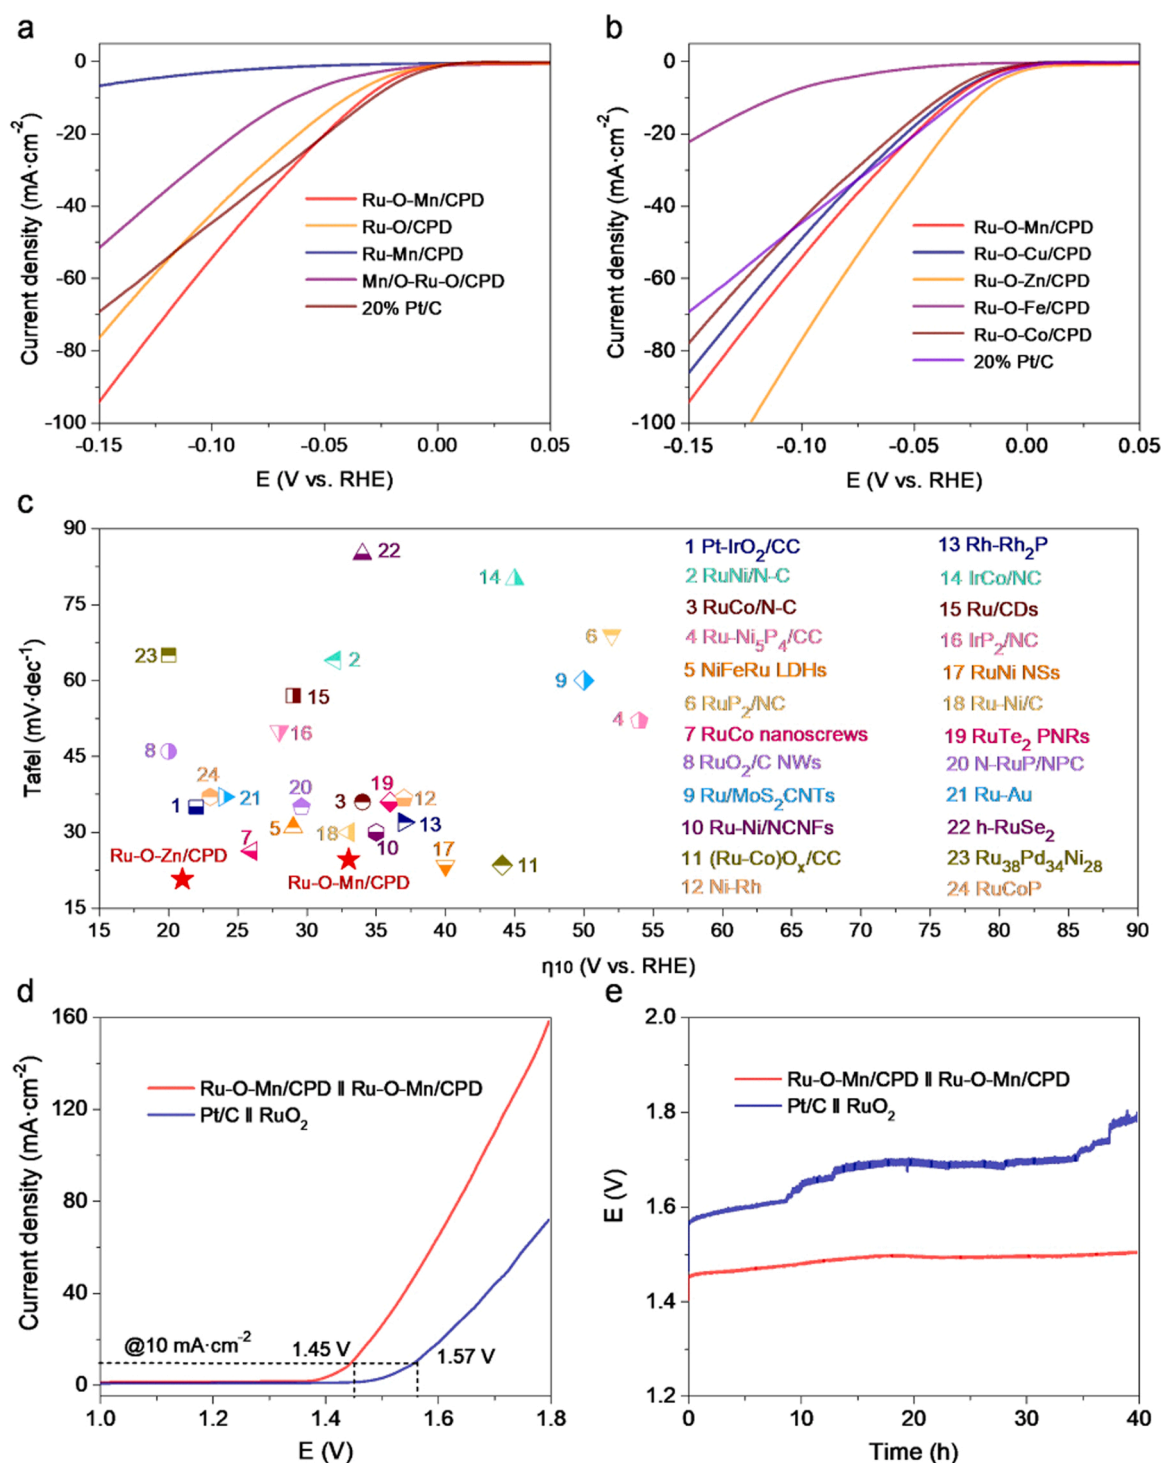 a
b
0
-20
-40
-60
-80
-100
Current density (mA·cm-2)
-0.15
-0.10
-0.05
0.00
0.05
E (V vs. RHE)
Ru-O-Mn/CPD
Ru-O/CPD
Ru-Mn/CPD
Mn/O-Ru-O/CPD
20% Pt/C
0
-20
-40
-60
-80
-100
Current density (mA·cm-2)
-0.15
-0.10
-0.05
0.00
0.05
E (V vs. RHE)
Ru-O-Mn/CPD
Ru-O-Cu/CPD
Ru-O-Zn/CPD
Ru-O-Fe/CPD
Ru-O-Co/CPD
20% Pt/C
c
90
75
60
45
30
15
Tafel (mV·dec-1)
22
14
6
23
2
9
15
4
16
8
24
20
19
1
21
3
12
5
18
13
7
10
17
11
Ru-O-Zn/CPD
Ru-O-Mn/CPD
1 Pt-IrO2/CC
2 RuNi/N-C
3 RuCo/N-C
4 Ru-Ni5P4/CC
5 NiFeRu LDHs
6 RuP2/NC
7 RuCo nanoscrews
8 RuO2/C NWs
9 Ru/MoS2CNTs
10 Ru-Ni/NCNFs
11 (Ru-Co)Ox/CC
12 Ni-Rh
13 Rh-Rh2P
14 IrCo/NC
15 Ru/CDs
16 IrP2/NC
17 RuNi NSs
18 Ru-Ni/C
19 RuTe2 PNRs
20 N-RuP/NPC
21 Ru-Au
22 h-RuSe2
23 Ru38Pd34Ni28
24 RuCoP
15
20
25
30
35
40
45
50
55
60
65
70
75
80
85
90
η10 (V vs. RHE)
d
160
120
80
40
0
Current density (mA·cm-2)
Ru-O-Mn/CPD ‖ Ru-O-Mn/CPD
Pt/C ‖ RuO2
@10 mA·cm-2
1.45 V
1.57 V
1.0
1.2
1.4
1.6
1.8
E (V)
e
2.0
1.8
1.6
1.4
1.2
E (V)
Ru-O-Mn/CPD ‖ Ru-O-Mn/CPD
Pt/C ‖ RuO2
0
10
20
30
40
Time (h)